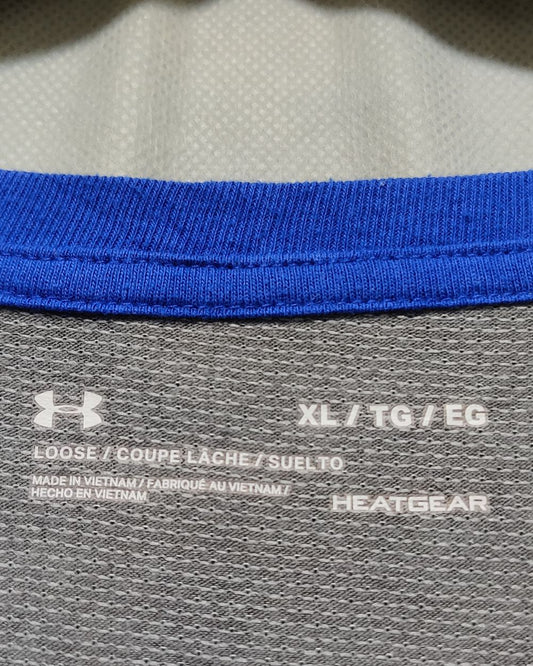 XL / TG / EG
LOOSE / COUPE LÂCHE / SUELTO
MADE IN VIETNAM / FABRIQUÉ AU VIETNAM /
HECHO EN VIETNAM
HEATGEAR